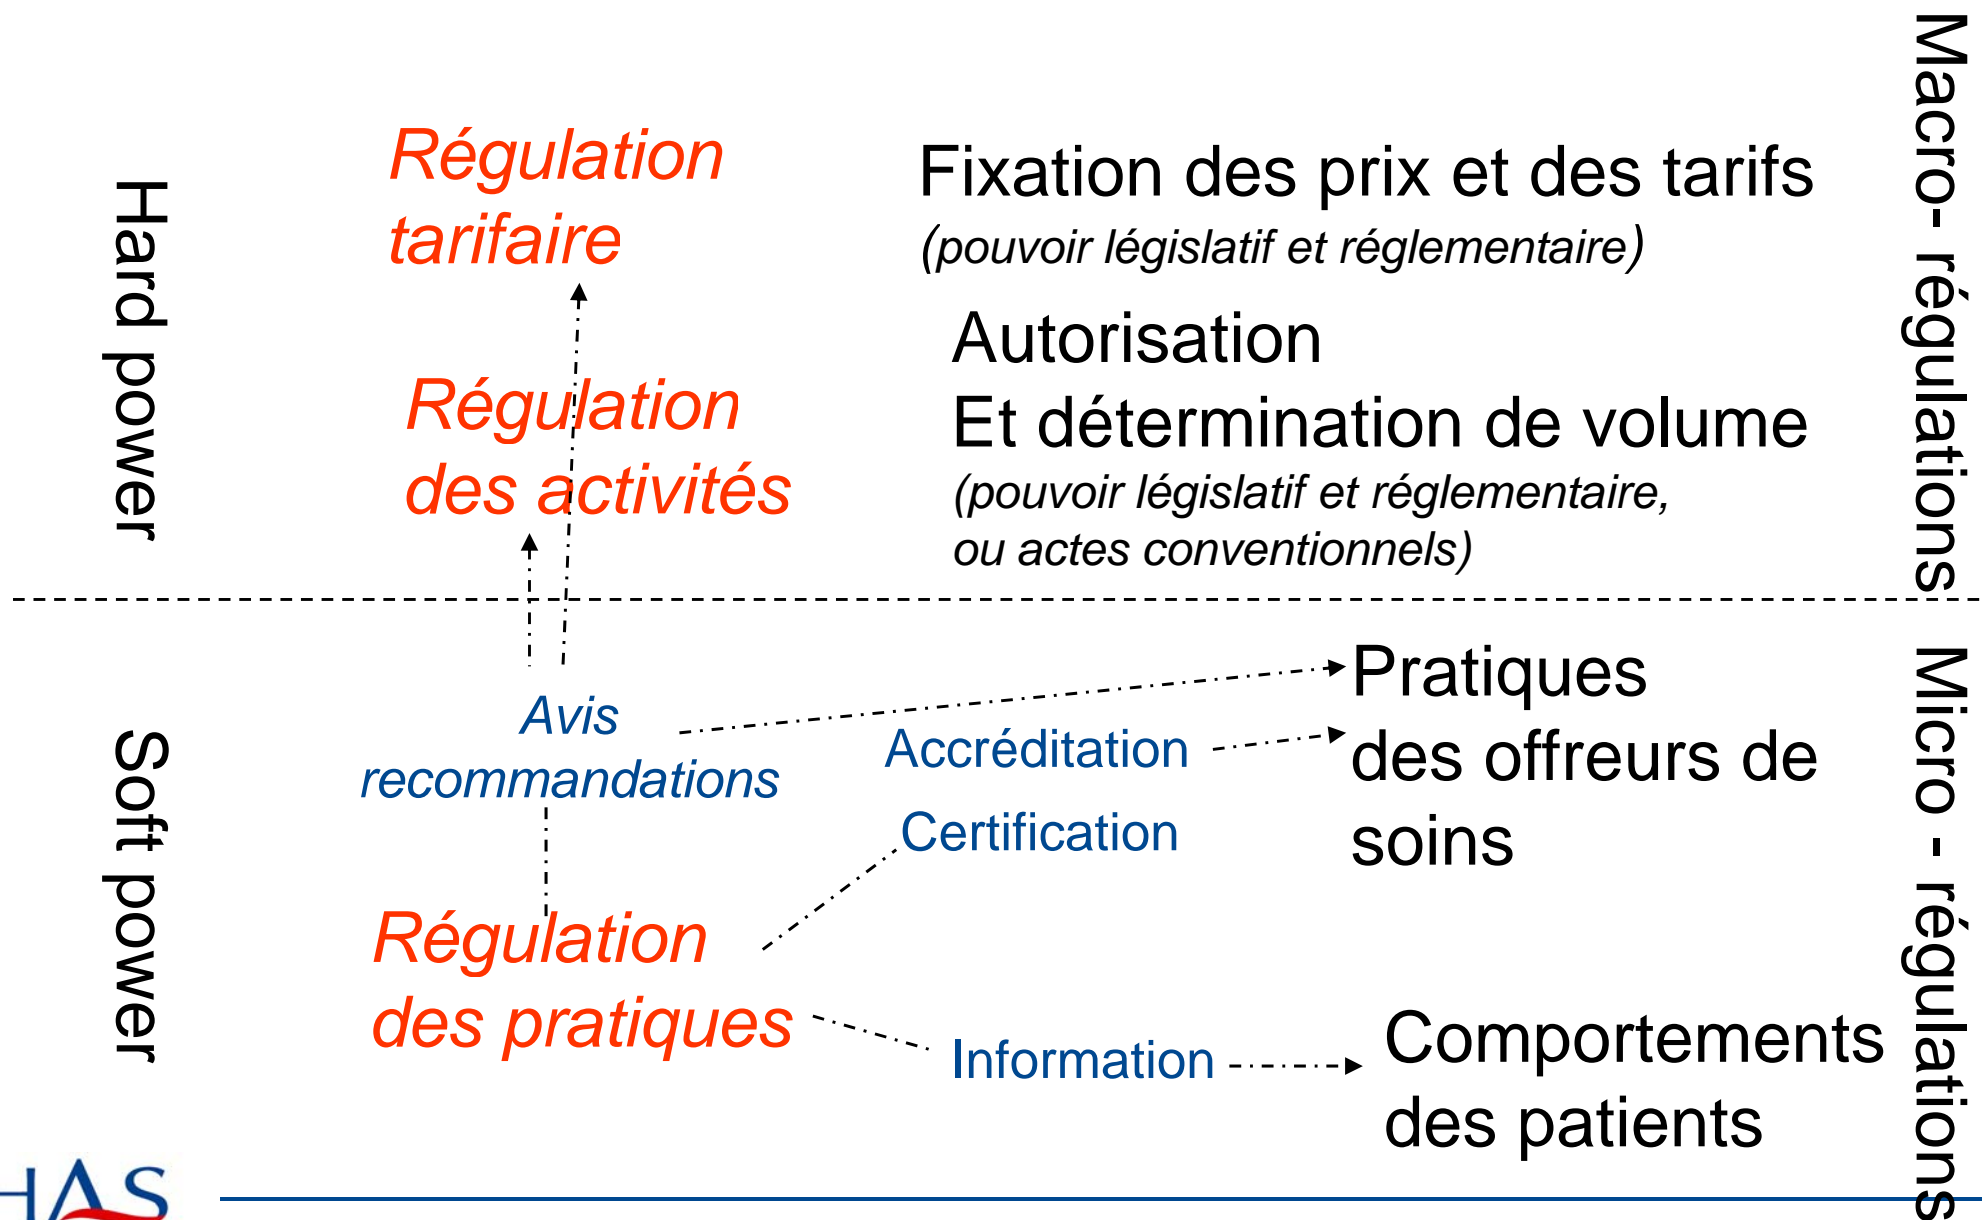 Macro- régulations
Hard power
Régulation
tarifaire
Fixation des prix et des tarifs
(pouvoir législatif et réglementaire)
Régulation
des activités
Autorisation
Et détermination de volume
(pouvoir législatif et réglementaire,
ou actes conventionnels)
Micro - régulations
Soft power
Avis
recommandations
Accréditation
Certification
Pratiques
des offreurs de
soins
Régulation
des pratiques
Information
Comportements
des patients
HAS